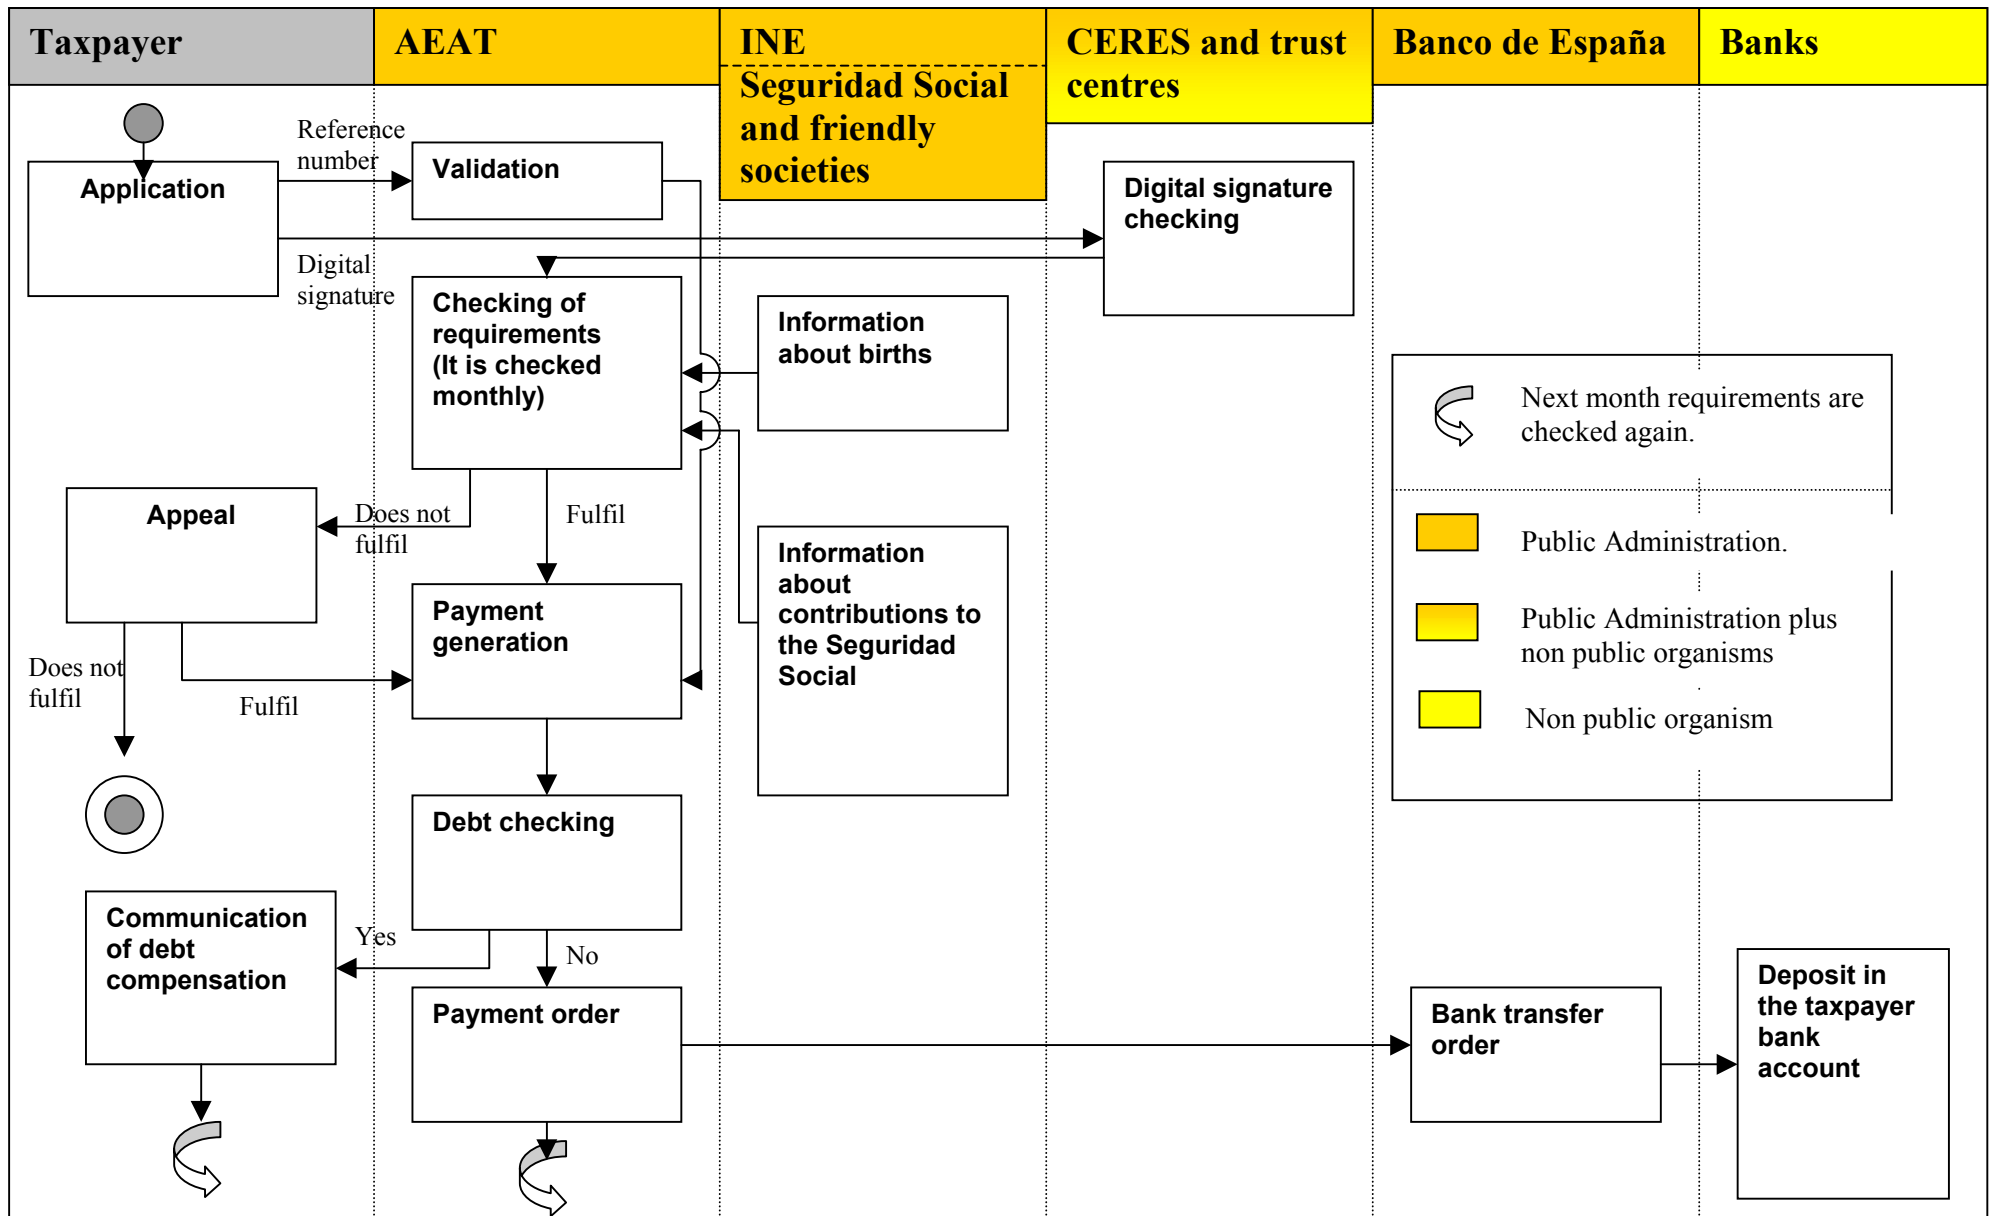 Taxpayer
AEAT
INE
Seguridad Social
and friendly
societies
CERES and trust
centres
Banco de España
Banks
Reference
number
Application
Validation
Digital signature
checking
Digital
signature
Checking of
requirements
(It is checked
monthly)
Information
about births
Next month requirements are
checked again.
Appeal
Does not
fulfil
Fulfil
Information
about
contributions to
the Seguridad
Social
Public Administration.
Public Administration plus
non public organisms
Non public organism
Payment
generation
Does not
fulfil
Fulfil
Debt checking
Communication
of debt
compensation
Yes
No
Payment order
Bank transfer
order
Deposit in
the taxpayer
bank
account